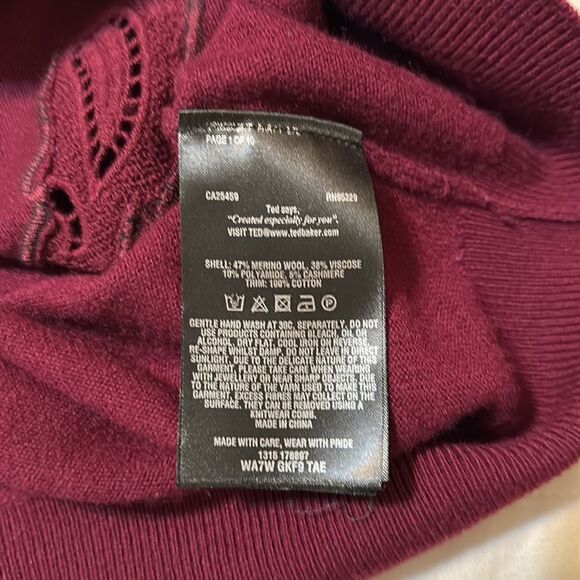 PAGE 1 OF 10
CA25459 RN95229
Ted says,
"Created especially for you".
VISIT TED@www.tedbaker.com
SHELL: 47% MERINO WOOL, 38% VISCOSE
10% POLYAMIDE, 5% CASHMERE
TRIM: 100% COTTON
GENTLE HAND WASH AT 30C, SEPARATELY, DO NOT
USE PRODUCTS CONTAINING BLEACH, OIL OR
ALCOHOL, DRY FLAT, COOL IRON ON REVERSE,
RE-SHAPE WHILST DAMP, DO NOT LEAVE IN DIRECT
SUNLIGHT. DUE TO THE DELICATE NATURE OF THIS
GARMENT, PLEASE TAKE CARE WHEN WEARING
WITH JEWELLERY OR NEAR SHARP OBJECTS. DUE
TO THE NATURE OF THE YARN USED TO MAKE THIS
GARMENT, EXCESS FIBRES MAY COLLECT ON THE
SURFACE. THEY CAN BE REMOVED USING A
KNITWEAR COMB.
MADE IN CHINA
MADE WITH CARE, WEAR WITH PRIDE
1315 178897
WA7W GKF9 TAE